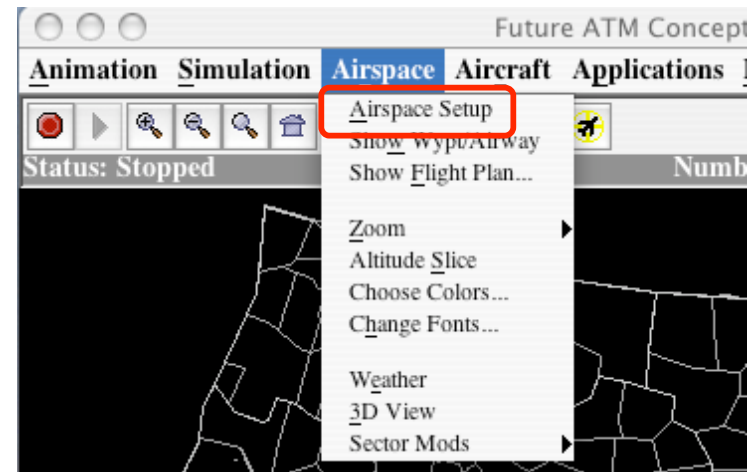 Future ATM Concept
Animation Simulation Airspace Aircraft Applications
Airspace Setup
Show Wypt/Airway
Status: Stopped
Show Flight Plan...
Numb
Zoom
Altitude Slice
Choose Colors...
Change Fonts...
Weather
3D View
Sector Mods